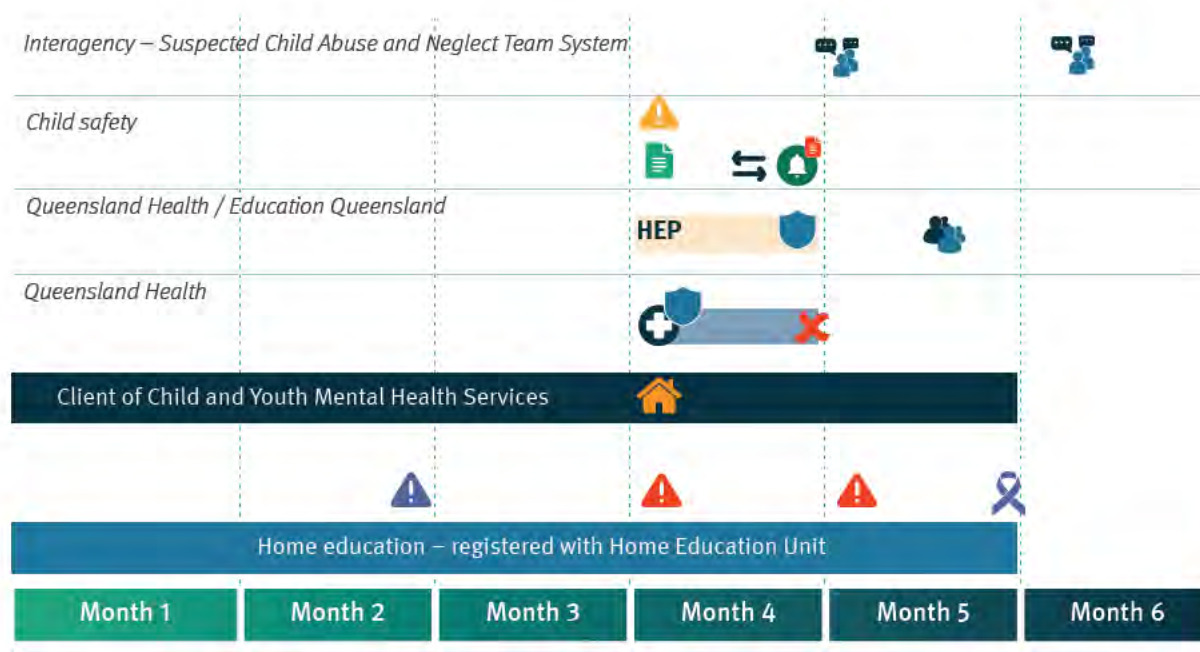 Interagency – Suspected Child Abuse and Neglect Team System
Child safety
Queensland Health / Education Queensland
HEP
Queensland Health
Client of Child and Youth Mental Health Services
Home education – registered with Home Education Unit
Month 1 Month 2 Month 3 Month 4 Month 5 Month 6